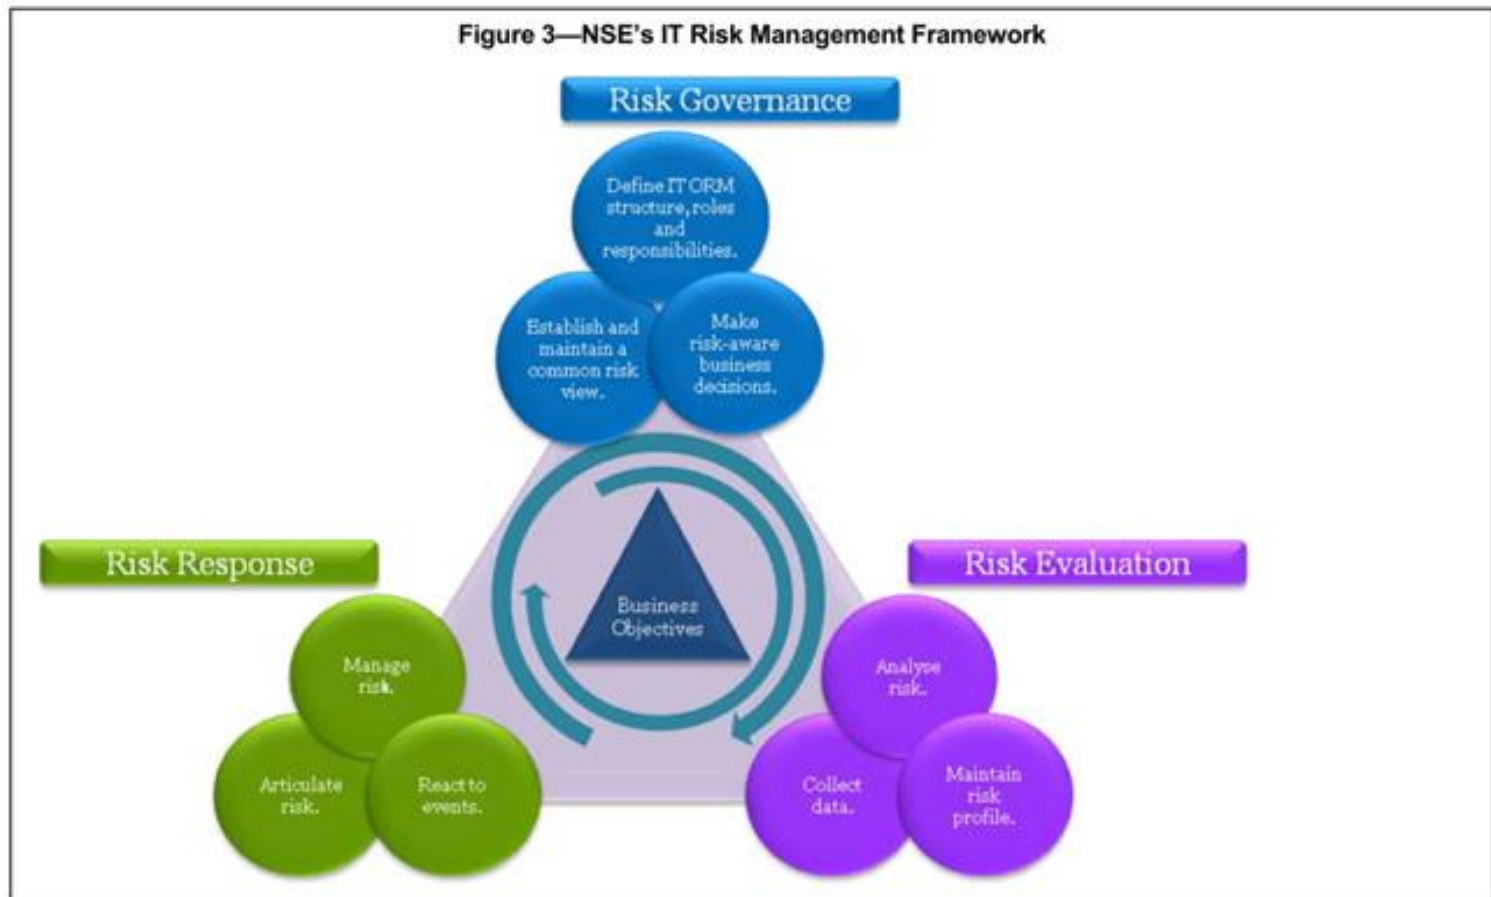 Figure 3—NSE's IT Risk Management Framework
Risk Governance
Define IT ORM
structure, roles
and
responsibilities.
Establish and
maintain a
common risk
view.
Make
risk-aware
business
decisions.
Risk Response
Risk Evaluation
Business
Objectives
Manage
risk.
Articulate
risk.
React to
events.
Analyse
risk.
Collect
data.
Maintain
risk
profile.